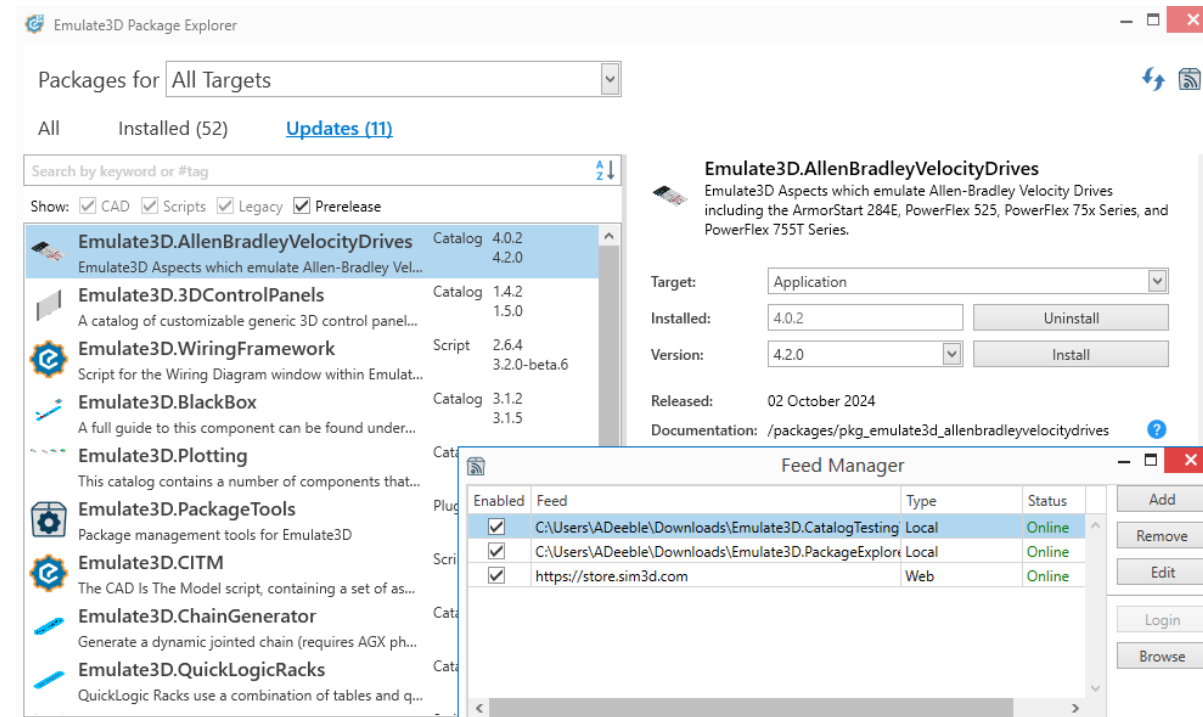 Emulate3D Package Explorer
Packages for All Targets
All Installed (52) Updates (11)
Search by keyword or #tag
Show: CAD Scripts Legacy Prerelease
Emulate3D.AllenBradleyVelocityDrives Catalog 4.0.2
4.2.0
Emulate3D Aspects which emulate Allen-Bradley Vel...
Emulate3D.3DControlPanels Catalog 1.4.2
1.5.0
A catalog of customizable generic 3D control panel...
Emulate3D.WiringFramework Script 2.6.4
3.2.0-beta.6
Script for the Wiring Diagram window within Emulat...
Emulate3D.BlackBox Catalog 3.1.2
3.1.5
A full guide to this component can be found under...
Emulate3D.Plotting Cata
This catalog contains a number of components that...
Emulate3D.PackageTools Plug
Package management tools for Emulate3D
Emulate3D.CITM Scri
The CAD Is The Model script, containing a set of as...
Emulate3D.ChainGenerator Cata
Generate a dynamic jointed chain (requires AGX ph...
Emulate3D.QuickLogicRacks Cata
QuickLogic Racks use a combination of tables and q...
Emulate3D.AllenBradleyVelocityDrives
Emulate3D Aspects which emulate Allen-Bradley Velocity Drives
including the ArmorStart 284E, PowerFlex 525, PowerFlex 75x Series, and
PowerFlex 755T Series.
Target: Application
Installed: 4.0.2 Uninstall
Version: 4.2.0 Install
Released: 02 October 2024
Documentation: /packages/pkg_emulate3d_allenbradleyvelocitydrives
Feed Manager
Enabled Feed Type Status
C:\Users\ADeeble\Downloads\Emulate3D.CatalogTesting Local Online
C:\Users\ADeeble\Downloads\Emulate3D.PackageExplore Local Online
https://store.sim3d.com Web Online
Add
Remove
Edit
Login
Browse